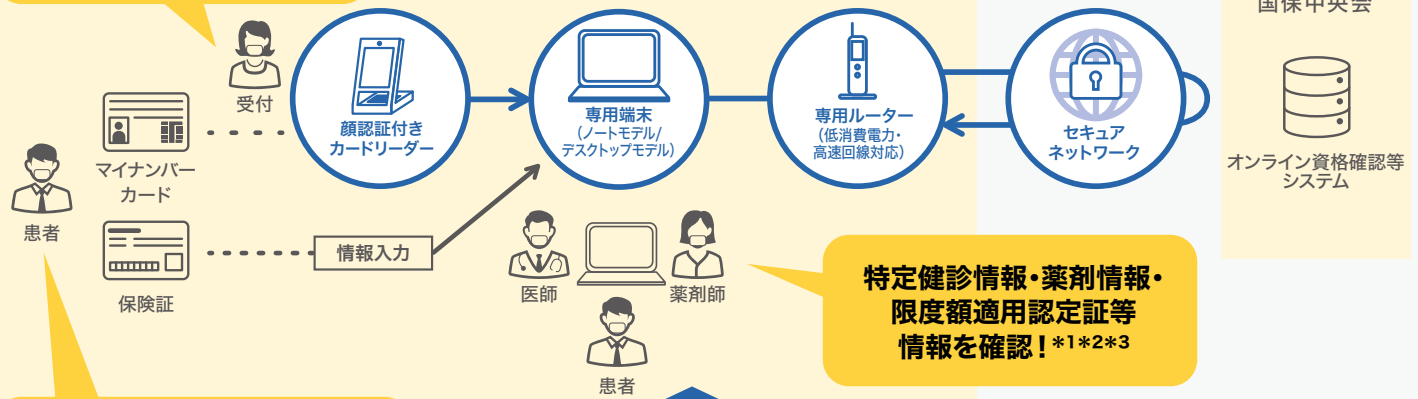 国保中央会
受付
顔認証付き
カードリーダー
専用端末
(ノートモデル/
デスクトップモデル)
専用ルーター
(低消費電力・
高速回線対応)
セキュア
ネットワーク
オンライン資格確認等
システム
マイナンバー
カード
患者
保険証
情報入力
医師
薬剤師
患者
特定健診情報・薬剤情報・
限度額適用認定証等
情報を確認！*1*2*3